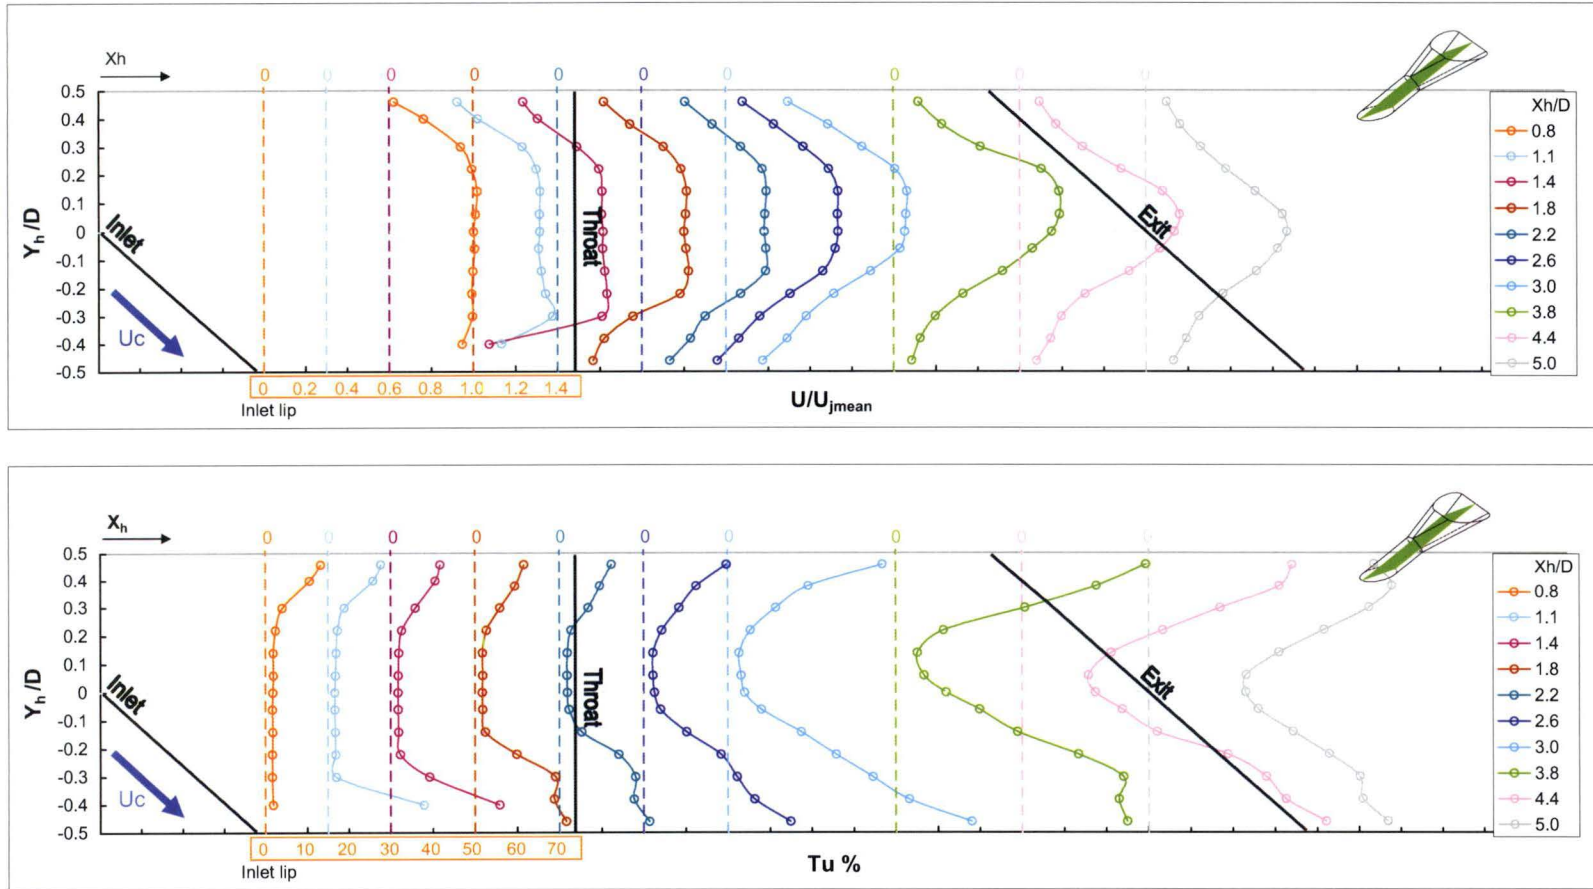 Xh
0 0 0 0 0 0 0 0 0 0
0.5
0.4
0.3
0.2
0.1
0
-0.1
-0.2
-0.3
-0.4
-0.5
Yh /D
Inlet
Uc
Throat
Exit
0 0.2 0.4 0.6 0.8 1.0 1.2 1.4
Inlet lip
U/Ujmean
Xh/D
0.8
1.1
1.4
1.8
2.2
2.6
3.0
3.8
4.4
5.0
Xh
0 0 0 0 0 0 0 0 0 0
0.5
0.4
0.3
0.2
0.1
0
-0.1
-0.2
-0.3
-0.4
-0.5
Yh /D
Inlet
Uc
Throat
Exit
0 10 20 30 40 50 60 70
Inlet lip
Tu %
Xh/D
0.8
1.1
1.4
1.8
2.2
2.6
3.0
3.8
4.4
5.0